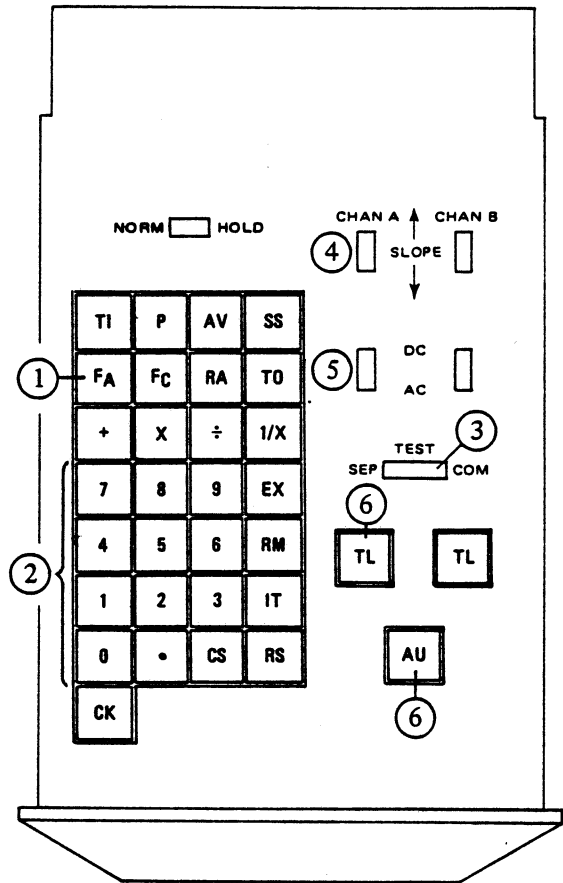 CHAN A CHAN B
NORM HOLD
4 SLOPE
TI P AV SS
DC
1 FA FC RA TO 5
AC
+ X ÷ 1/X
TEST 3
SEP COM
7 8 9 EX
6
4 5 6 RM TL TL
2
1 2 3 IT
0 • CS RS AU
CK 6